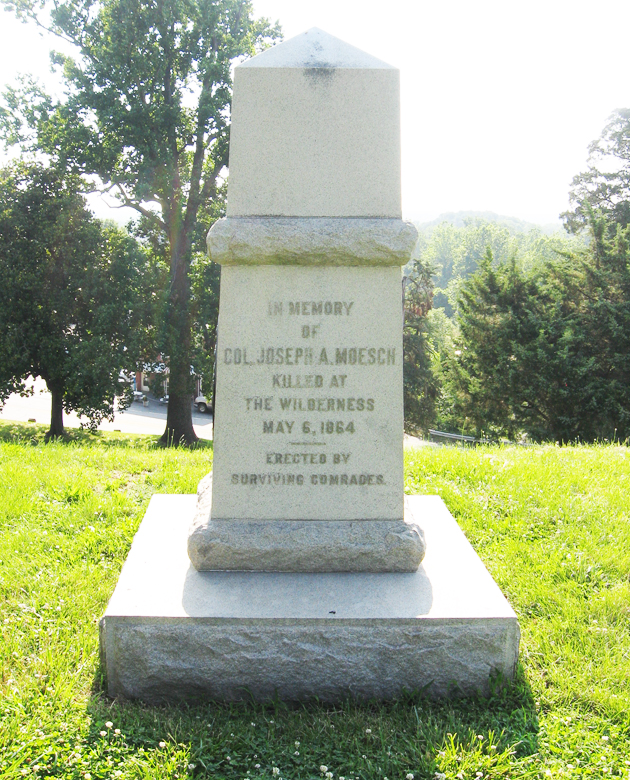 IN MEMORY
OF
COL. JOSEPH A. MOESCH
KILLED AT
THE WILDERNESS
MAY 6, 1864
ERECTED BY
SURVIVING COMRADES.